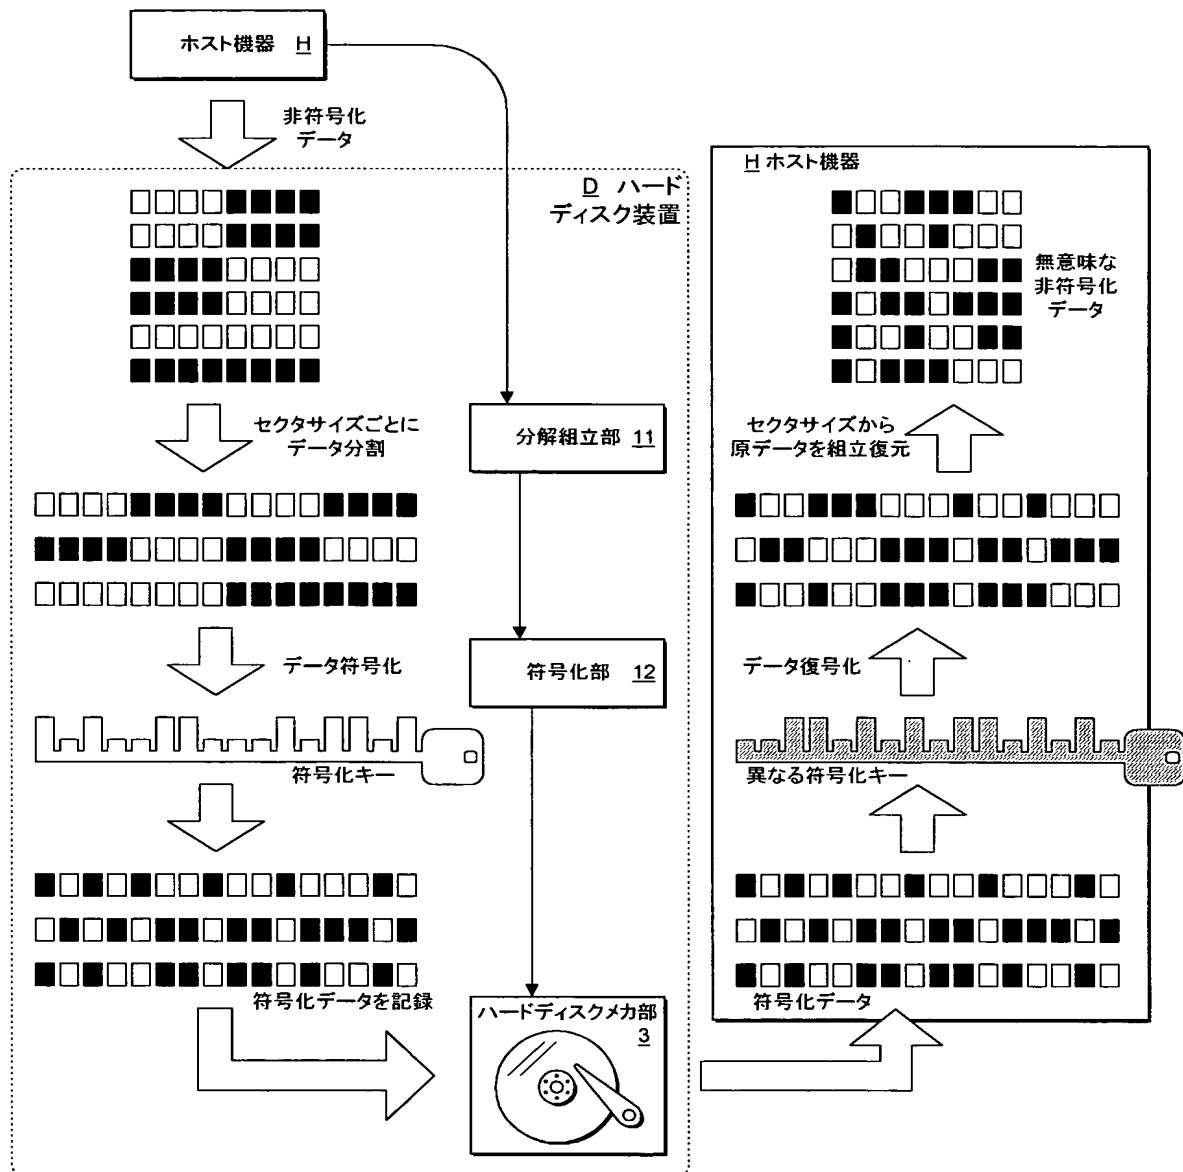 ホスト機器 H
非符号化
データ
D ハード
ディスク装置
セクタサイズごとに
データ分割
分解組立部 11
データ符号化
符号化部 12
符号化キー
符号化データを記録
ハードディスクメカ部
3
H ホスト機器
無意味な
非符号化
データ
セクタサイズから
原データを組立復元
データ復号化
異なる符号化キー
符号化データ